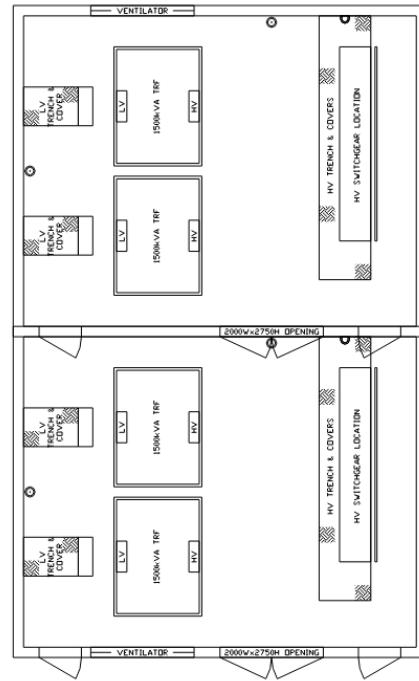 VENTILATOR
LV
TRENCH &
COVER
LV
1500kVA TRF
HV
HV TRENCH & COVERS
HV SWITCHGEAR LOCATION
LV
TRENCH &
COVER
LV
1500kVA TRF
HV
2000Wx2750H OPENING
LV
TRENCH &
COVER
LV
1500kVA TRF
HV
HV TRENCH & COVERS
HV SWITCHGEAR LOCATION
LV
TRENCH &
COVER
LV
1500kVA TRF
HV
VENTILATOR
2000Wx2750H OPENING